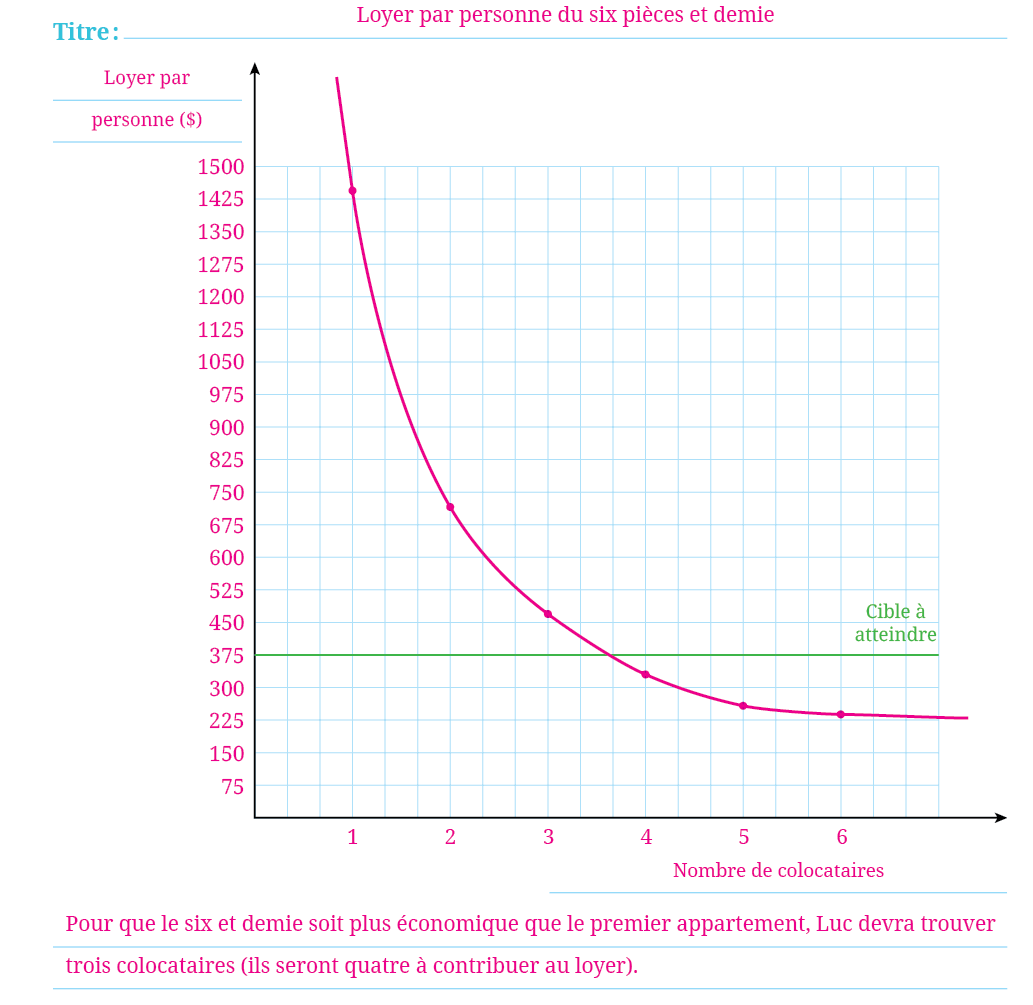 Loyer par personne du six pièces et demie
Titre :
Loyer par
personne ($)
1500
1425
1350
1275
1200
1125
1050
975
900
825
750
675
600
525
450
375
300
225
150
75
Cible à
atteindre
1 2 3 4 5 6
Nombre de colocataires
Pour que le six et demie soit plus économique que le premier appartement, Luc devra trouver
trois colocataires (ils seront quatre à contribuer au loyer).